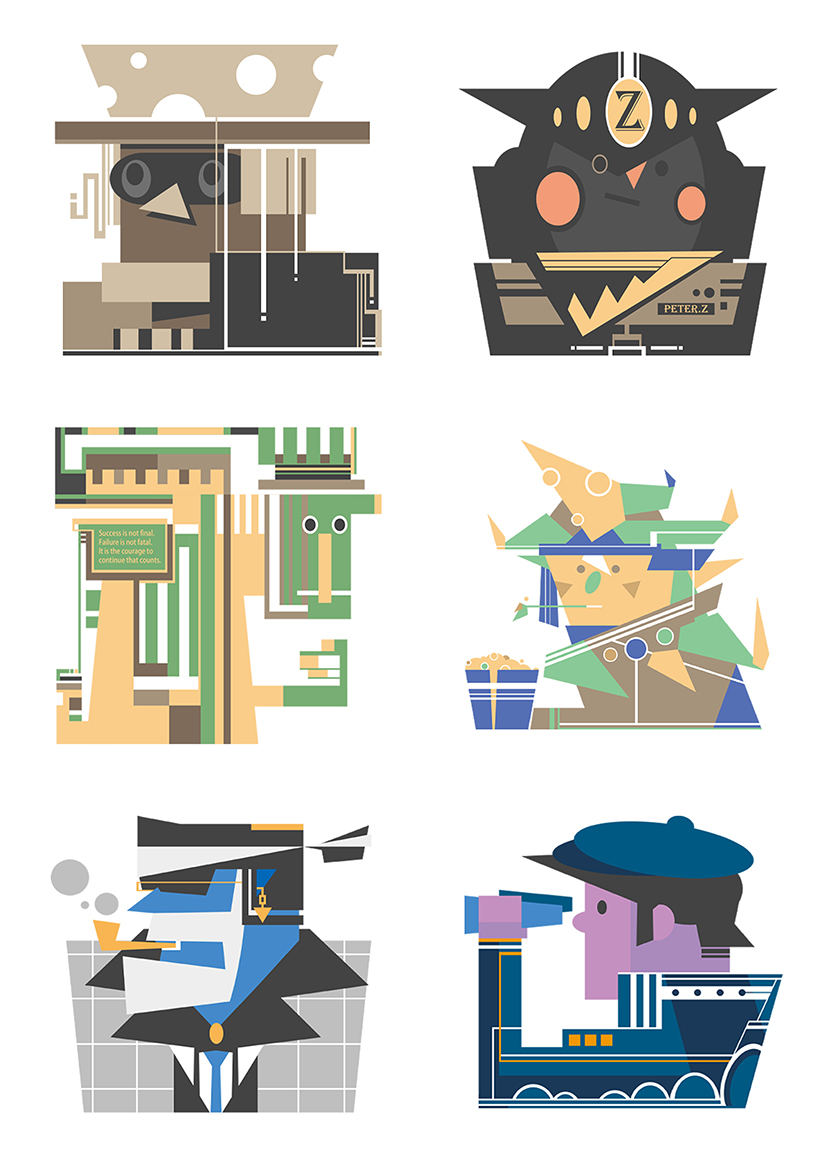 Z
PETER.Z
Success is not final.
Failure is not fatal.
It is the courage to
continue that counts.